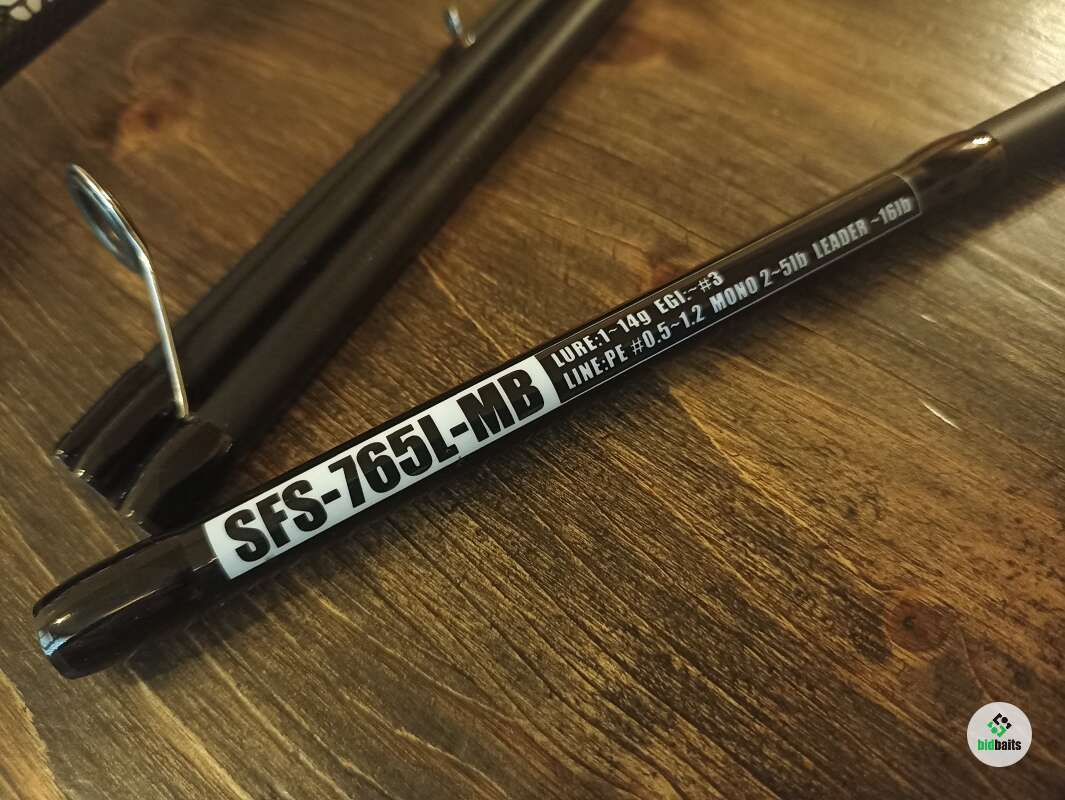 SFS-765L-MB
LURE:1~14g EGI:~#3
LINE:PE #0.5~1.2 MONO 2~5lb LEADER ~16lb
bidbaits